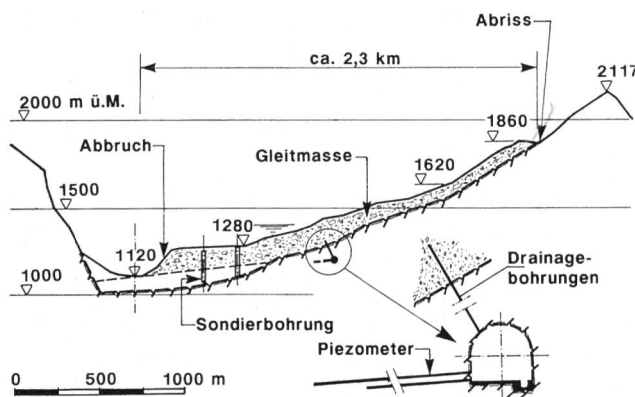 Abriss
ca. 2,3 km
2117
2000 m ü.M.
1860
Abbruch
Gleitmasse
1620
1500
1280
1120
1000
Drainage-
bohrungen
Sondierbohrung
Piezometer
0 500 1000 m